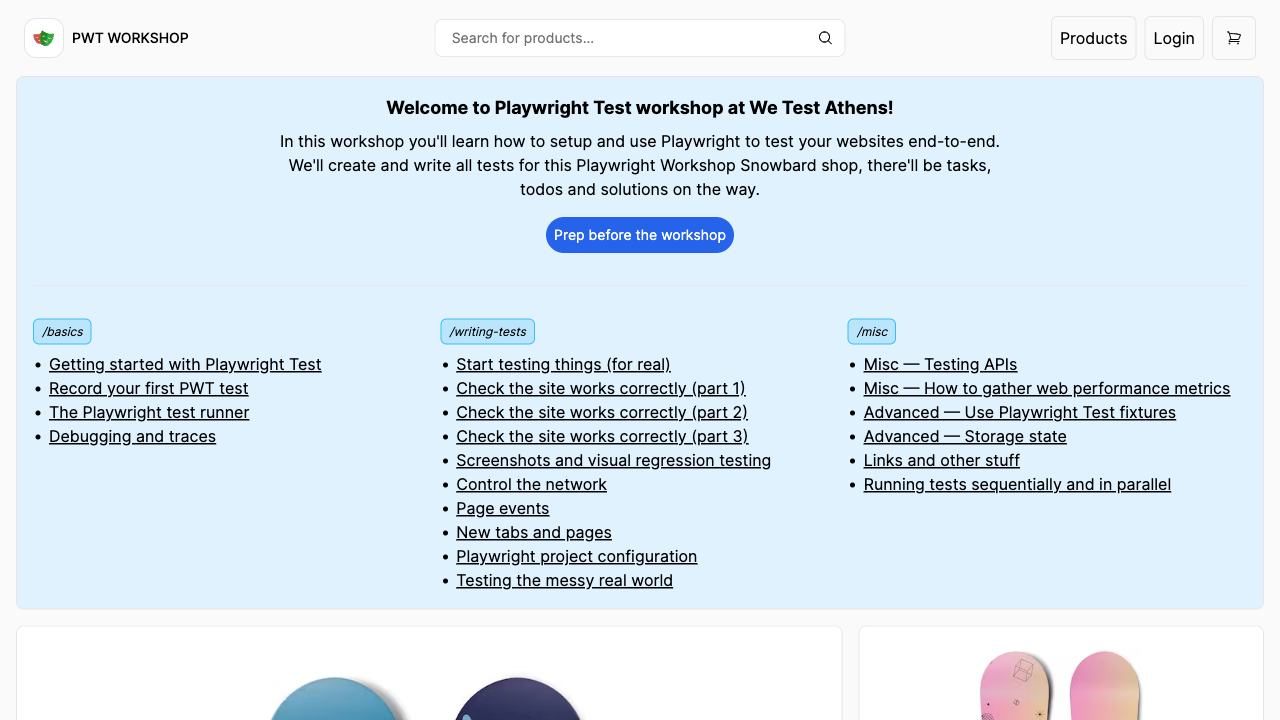 PWT WORKSHOP
Search for products...
Products
Login
Welcome to Playwright Test workshop at We Test Athens!
In this workshop you'll learn how to setup and use Playwright to test your websites end-to-end.
We'll create and write all tests for this Playwright Workshop Snowbard shop, there'll be tasks,
todos and solutions on the way.
Prep before the workshop
/basics
Getting started with Playwright Test
Record your first PWT test
The Playwright test runner
Debugging and traces
/writing-tests
Start testing things (for real)
Check the site works correctly (part 1)
Check the site works correctly (part 2)
Check the site works correctly (part 3)
Screenshots and visual regression testing
Control the network
Page events
New tabs and pages
Playwright project configuration
Testing the messy real world
/misc
Misc — Testing APIs
Misc — How to gather web performance metrics
Advanced — Use Playwright Test fixtures
Advanced — Storage state
Links and other stuff
Running tests sequentially and in parallel